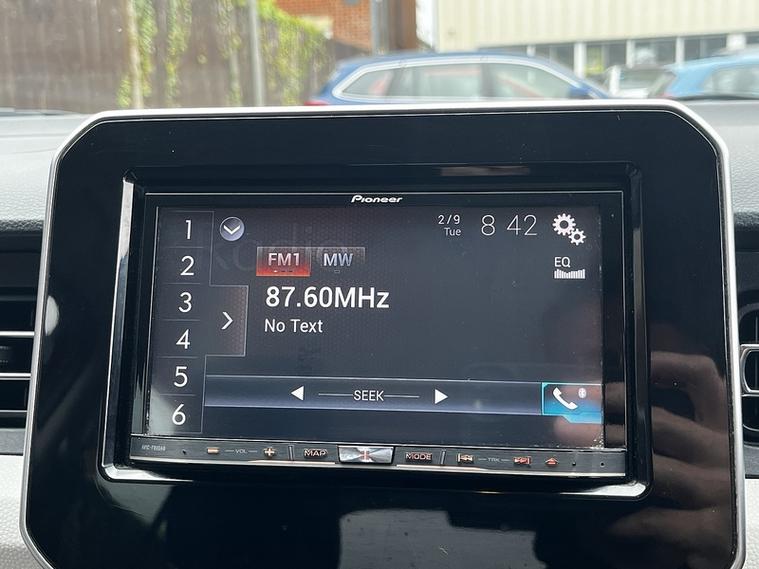 Pioneer
1
2
3
4
5
6
2/9
Tue
8 42
EQ
FM1
MW
87.60MHz
No Text
SEEK
VOL
MAP
MODE
TRK